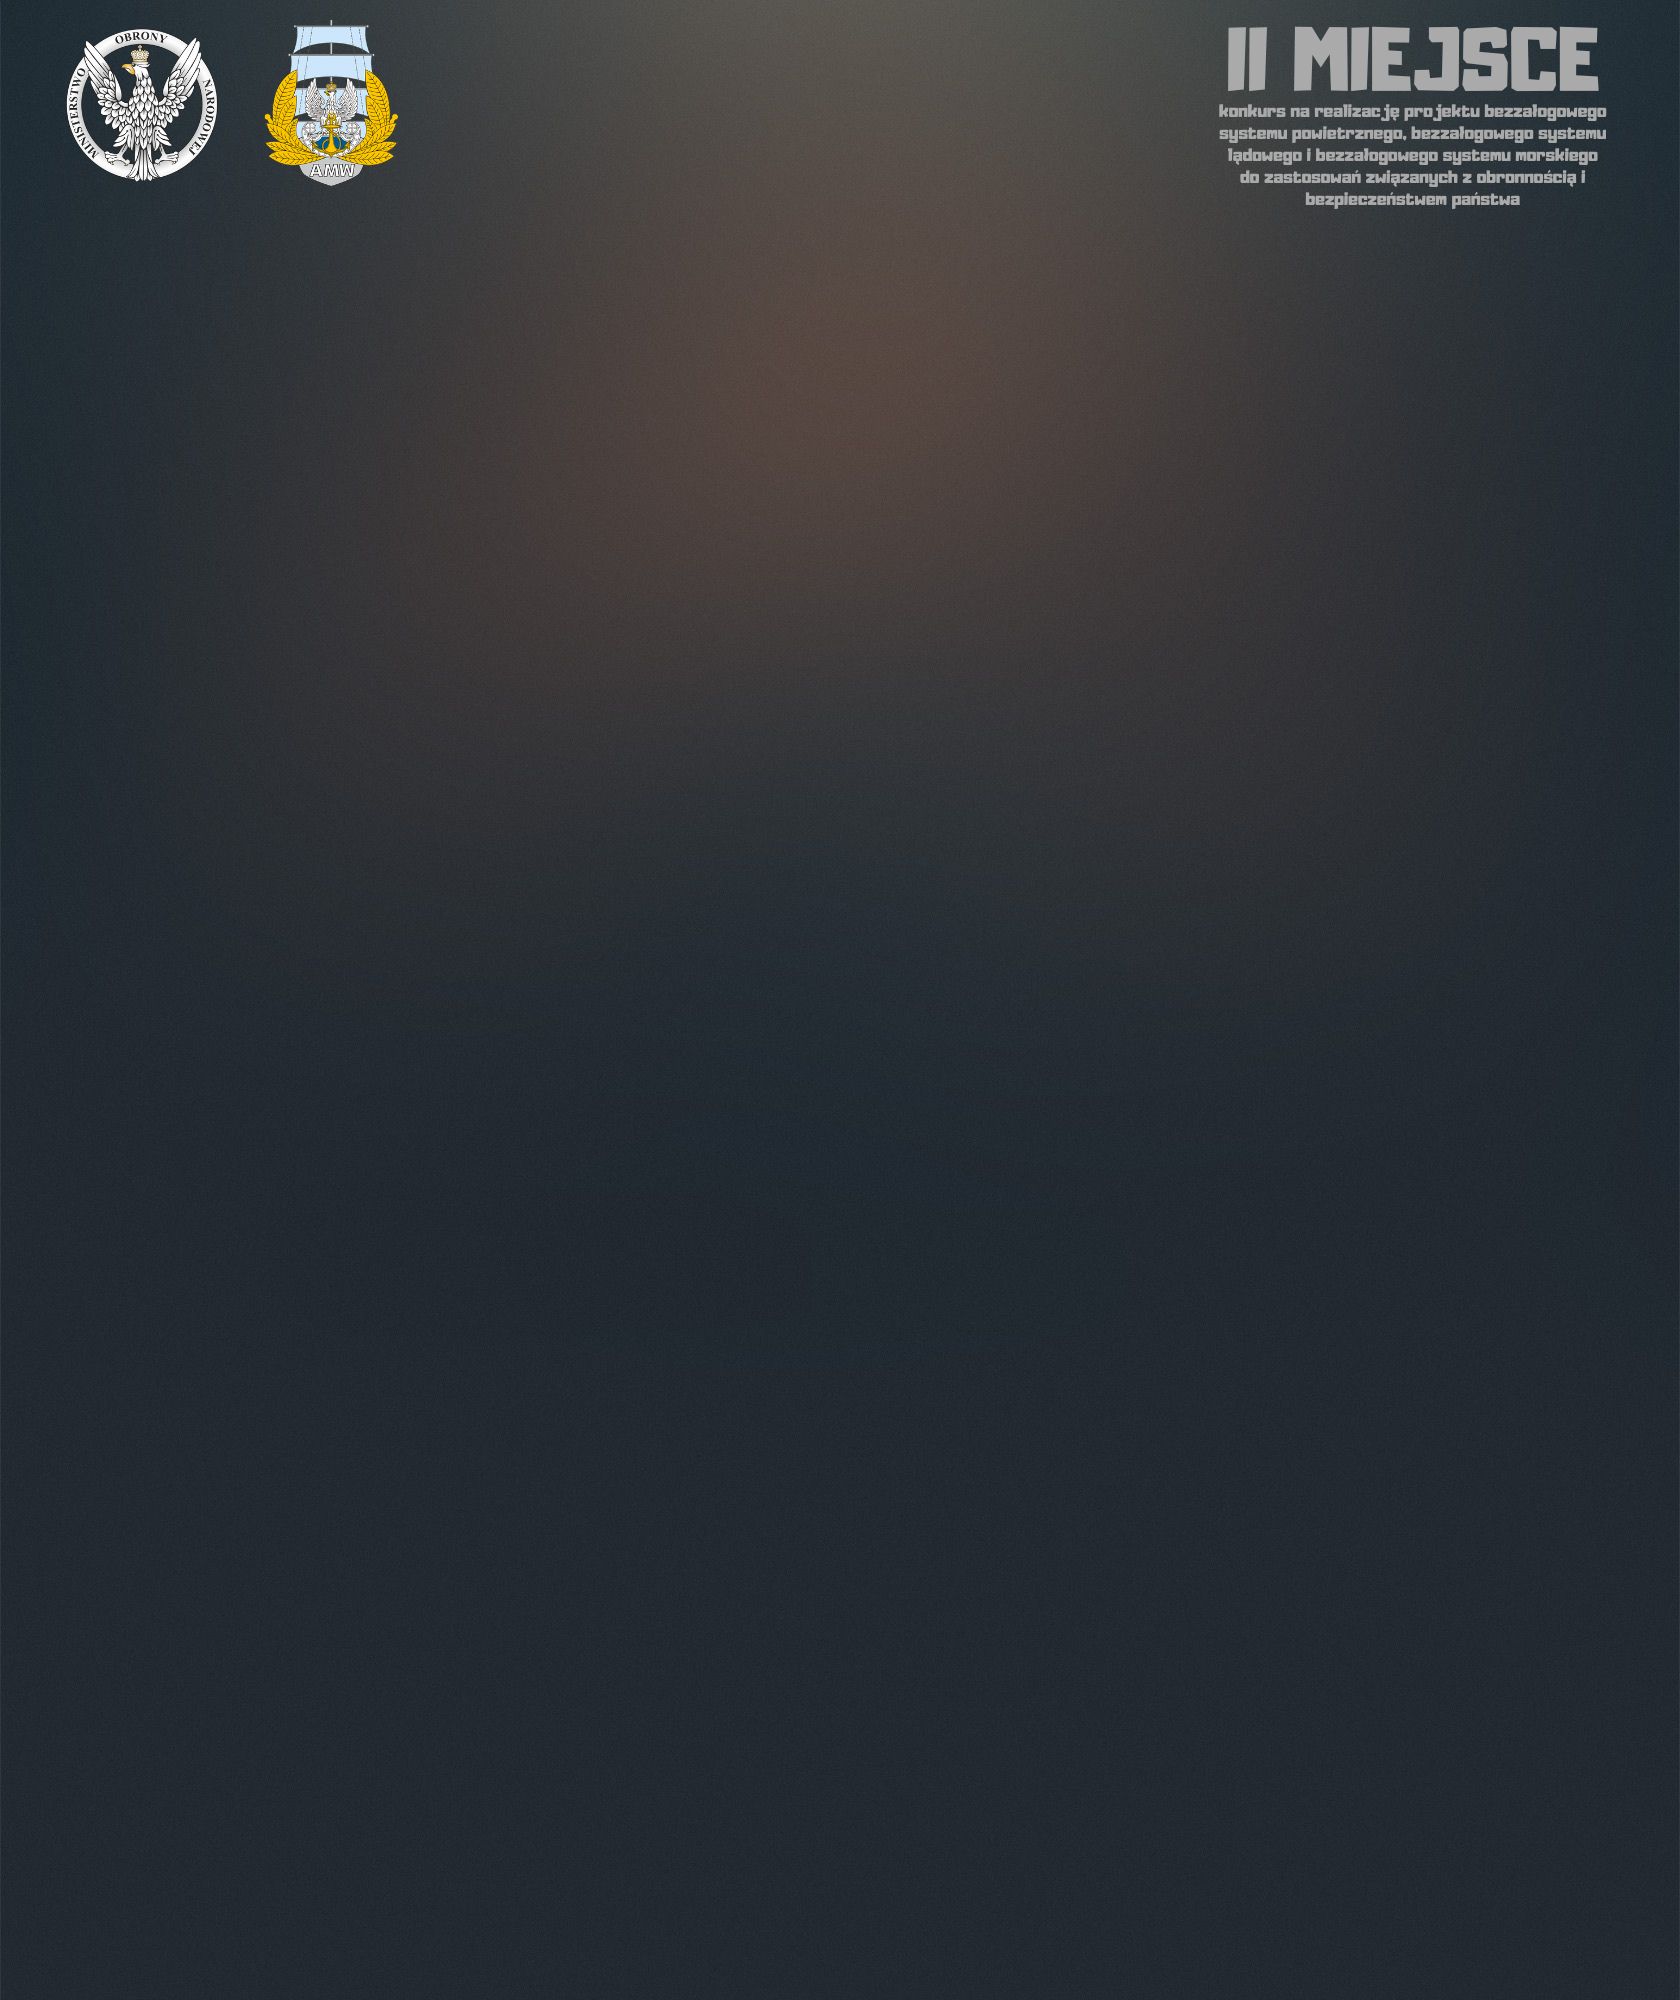 MINISTERSTWO OBRONY NARODOWEJ
AMW
II MIEJSCE
konkurs na realizację projektu bezzałogowego
systemu powietrznego, bezzałogowego systemu
lądowego i bezzałogowego systemu morskiego
do zastosowań związanych z obronnością i
bezpieczeństwem państwa